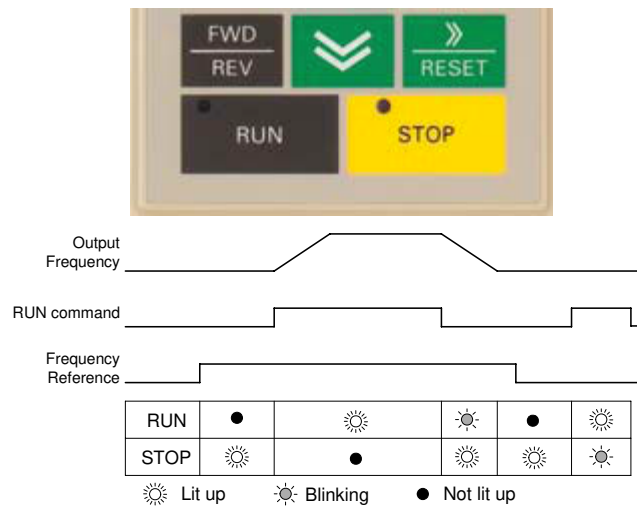 FWD
REV
RESET
RUN
STOP
Output
Frequency
RUN command
Frequency
Reference
RUN
STOP
Lit up
Blinking
Not lit up